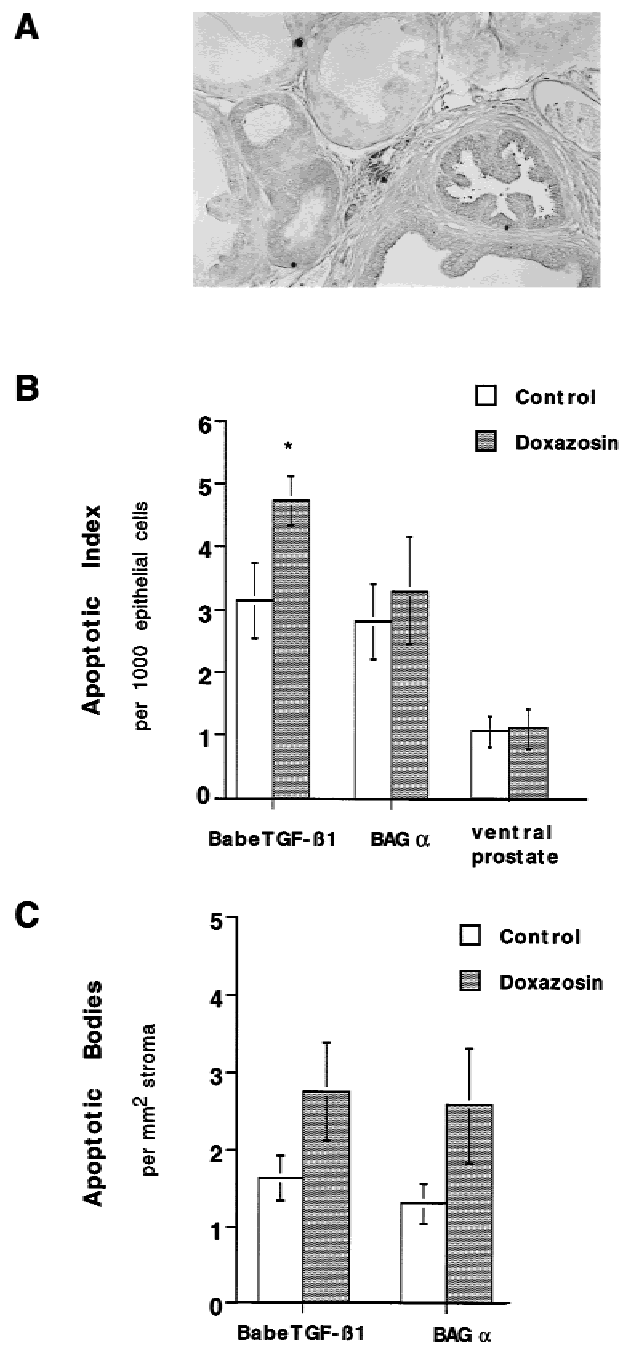 A
B
Control
Doxazosin
Apoptotic Index
per 1000 epithelial cells
6
5
4
3
2
1
0
*
BabeTGF-ß1
BAG α
ventral
prostate
C
Control
Doxazosin
Apoptotic Bodies
per mm2 stroma
5
4
3
2
1
0
BabeTGF-ß1
BAG α